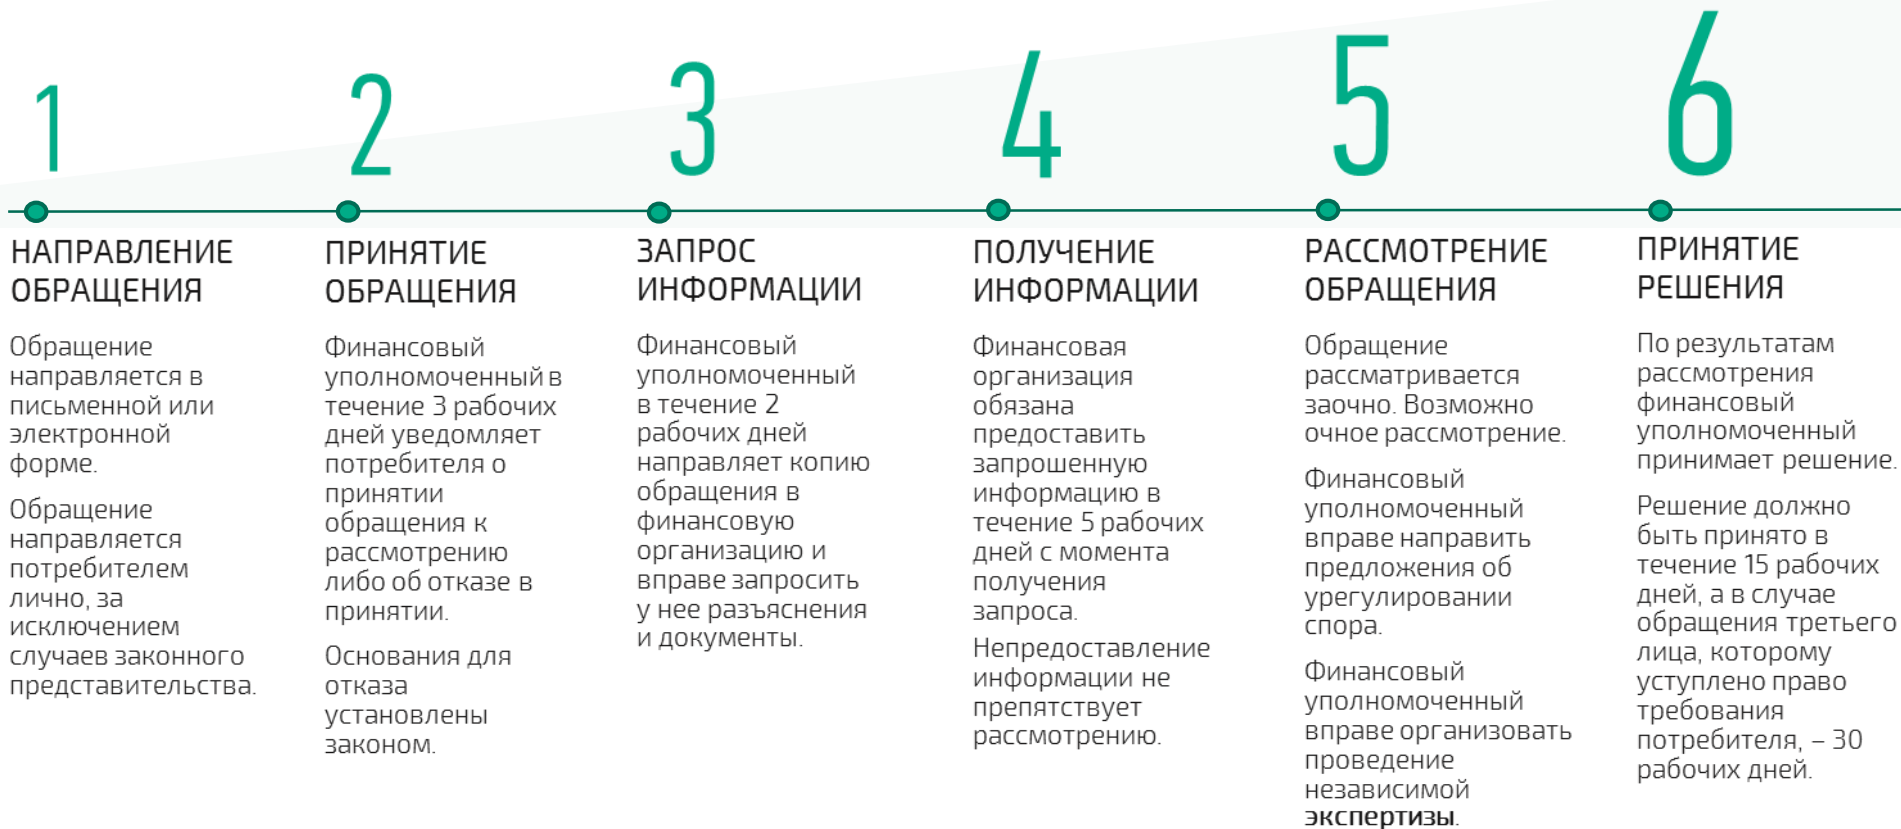 1
НАПРАВЛЕНИЕ
ОБРАЩЕНИЯ
Обращение
направляется в
письменной или
электронной
форме.
Обращение
направляется
потребителем
лично, за
исключением
случаев законного
представительства.
2
ПРИНЯТИЕ
ОБРАЩЕНИЯ
Финансовый
уполномоченный в
течение 3 рабочих
дней уведомляет
потребителя о
принятии
обращения к
рассмотрению
либо об отказе в
принятии.
Основания для
отказа
установлены
законом.
3
ЗАПРОС
ИНФОРМАЦИИ
Финансовый
уполномоченный
в течение 2
рабочих дней
направляет копию
обращения в
финансовую
организацию и
вправе запросить
у нее разъяснения
и документы.
4
ПОЛУЧЕНИЕ
ИНФОРМАЦИИ
Финансовая
организация
обязана
предоставить
запрошенную
информацию в
течение 5 рабочих
дней с момента
получения
запроса.
Непредоставление
информации не
препятствует
рассмотрению.
5
РАССМОТРЕНИЕ
ОБРАЩЕНИЯ
Обращение
рассматривается
заочно. Возможно
очное рассмотрение.
Финансовый
уполномоченный
вправе направить
предложения об
урегулировании
спора.
Финансовый
уполномоченный
вправе организовать
проведение
независимой
экспертизы.
6
ПРИНЯТИЕ
РЕШЕНИЯ
По результатам
рассмотрения
финансовый
уполномоченный
принимает решение.
Решение должно
быть принято в
течение 15 рабочих
дней, а в случае
обращения третьего
лица, которому
уступлено право
требования
потребителя, – 30
рабочих дней.